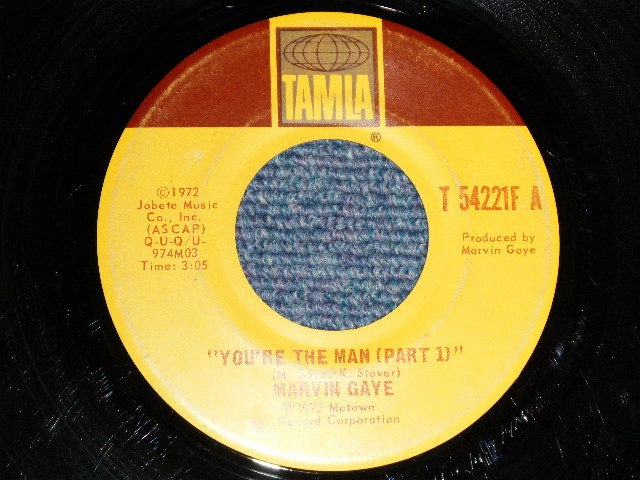 TAMLA
®
©1972
Jobete Music
Co., Inc.
(ASCAP)
Q-U-Q/U-
974M03
Time: 3:05
T 54221F A
Produced by
Marvin Gaye
"YOU'RE THE MAN (PART 1)"
K. Stover)
MARVIN GAYE
℗1972 Motown
Record Corporation